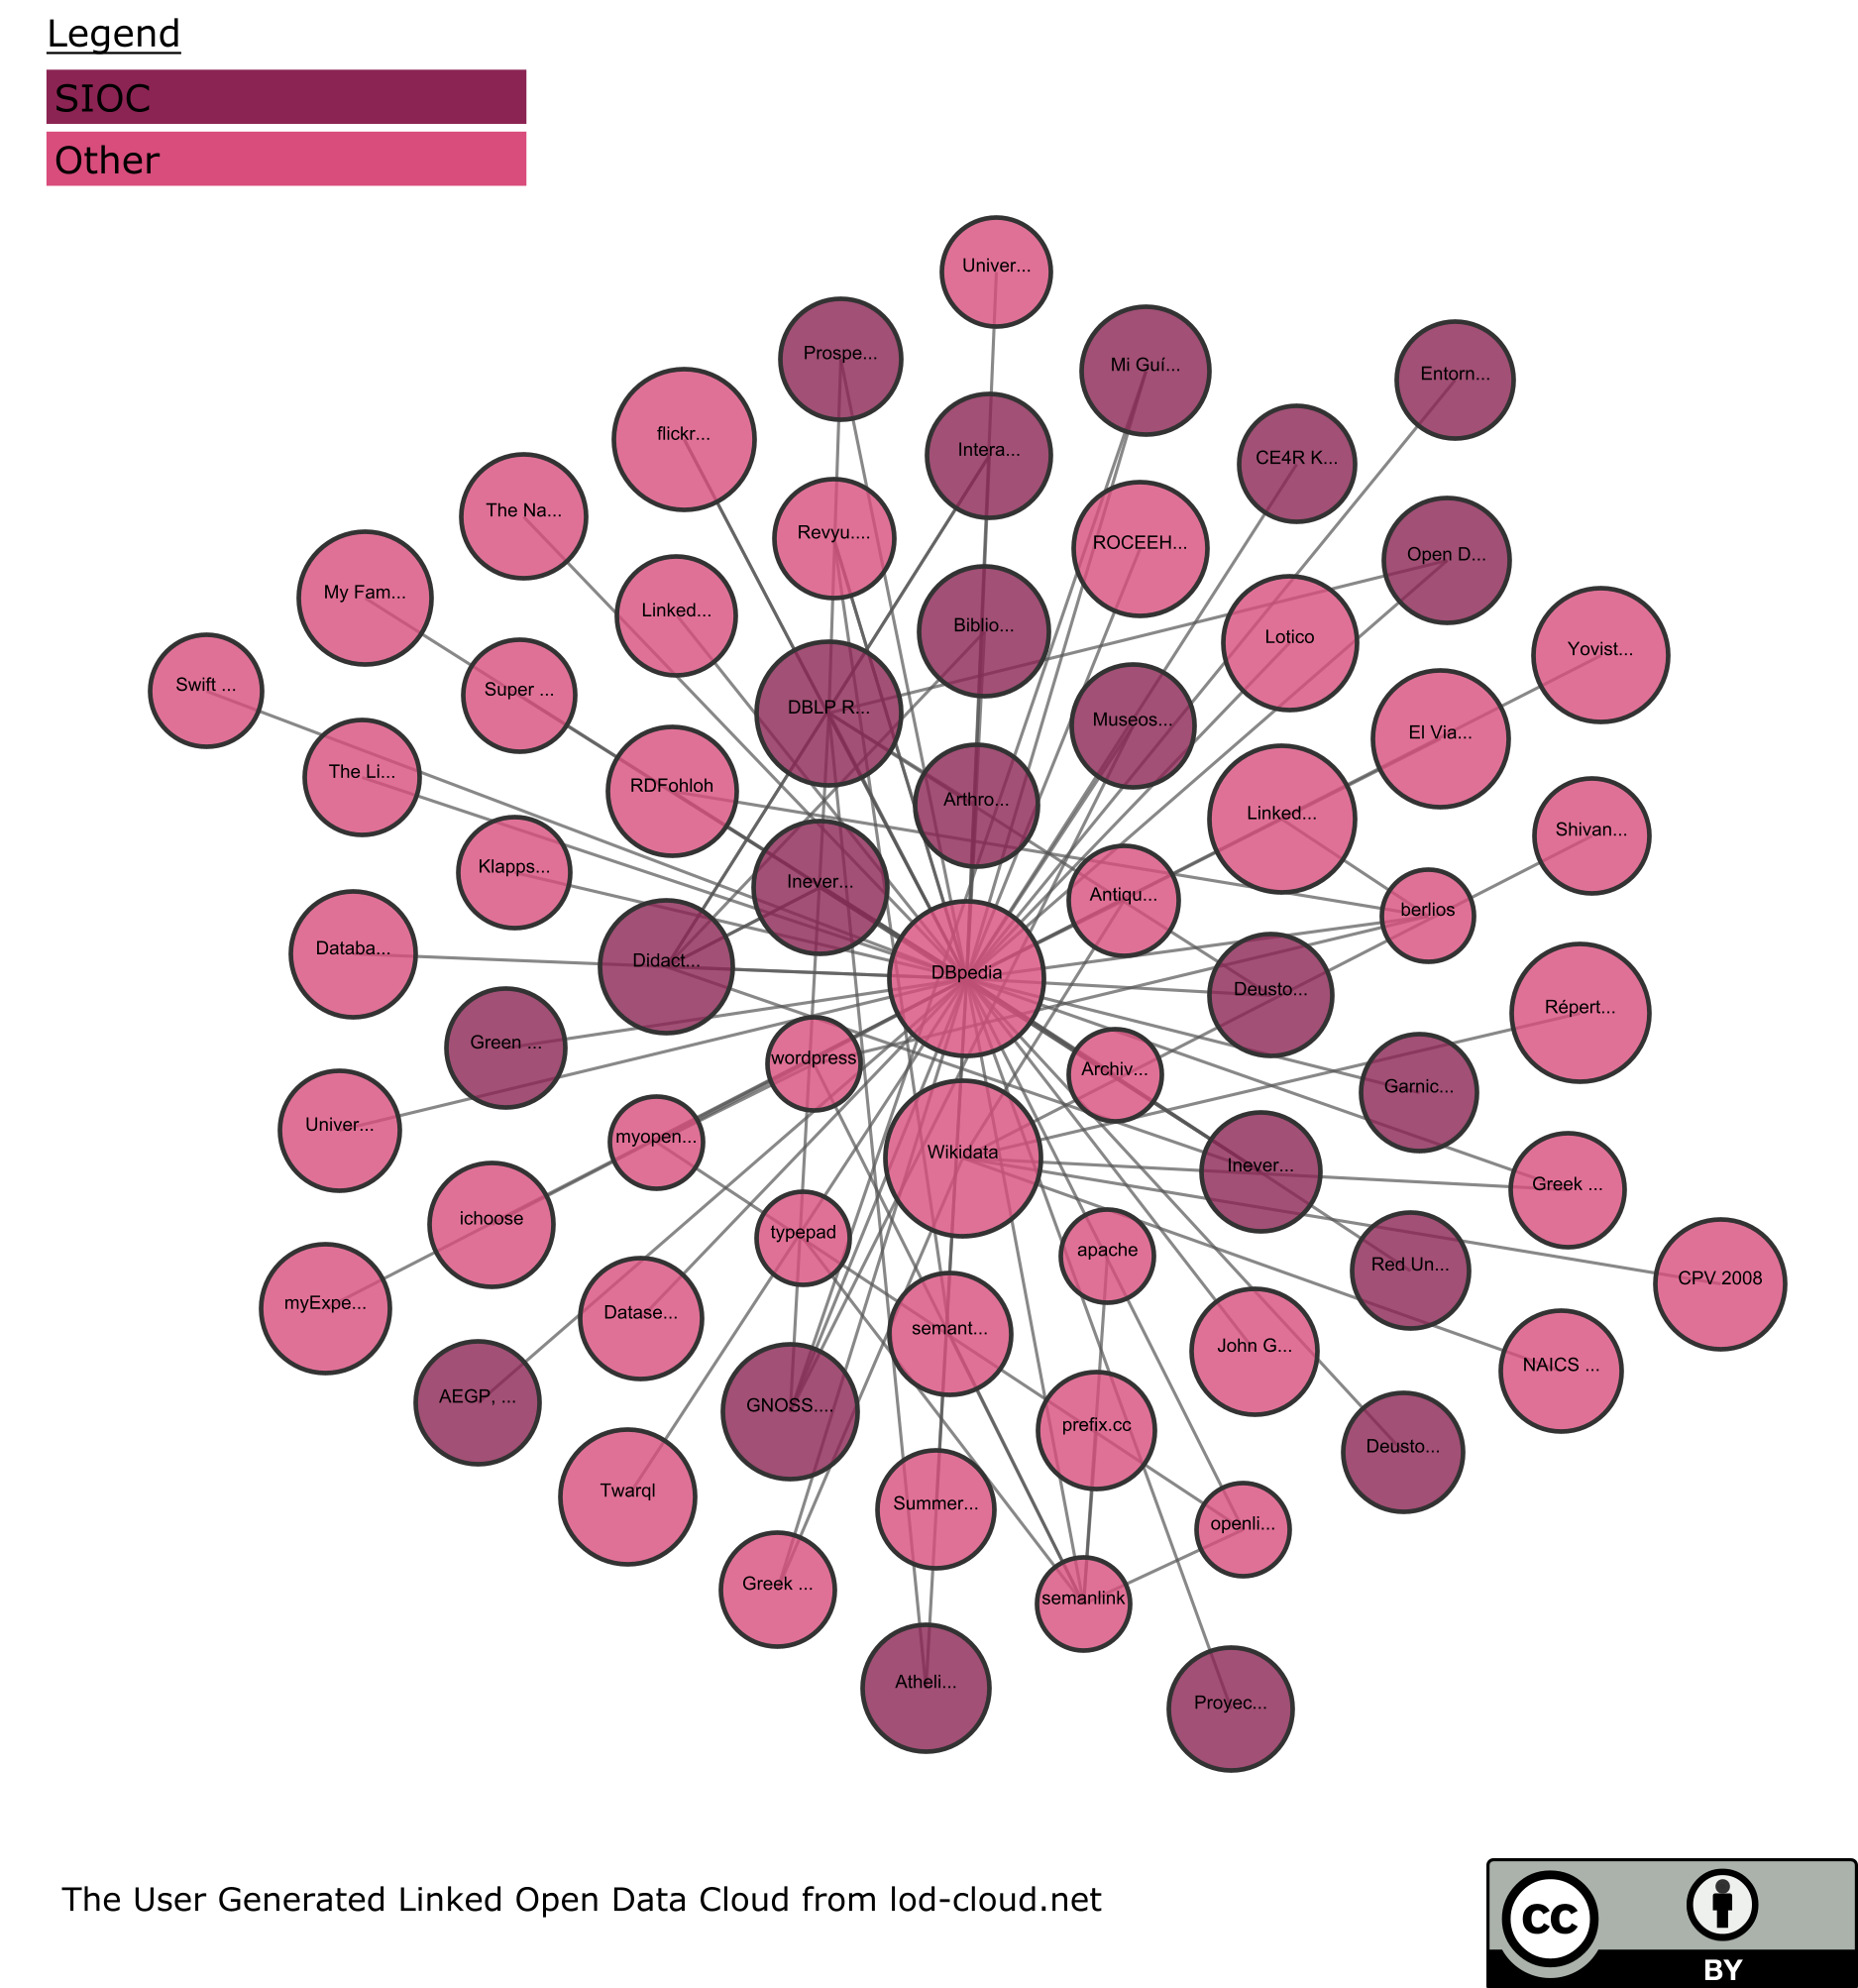 Legend
SIOC
Other
Univer...
Prospe...
Mi Guí...
Entorn...
flickr...
Intera...
CE4R K...
The Na...
Revyu....
ROCEEH...
Open D...
My Fam...
Linked...
Biblio...
Lotico
Yovist...
Swift ...
Super ...
DBLP R...
Museos...
El Via...
The Li...
RDFohloh
Arthro...
Linked...
Shivan...
Klapps...
Inever...
Antiqu...
berlios
Databa...
Didact...
DBpedia
Deusto...
Répert...
Green ...
wordpress
Archiv...
Garnic...
Univer...
myopen...
Wikidata
Inever...
Greek ...
ichoose
typepad
apache
Red Un...
CPV 2008
myExpe...
Datase...
semant...
John G...
NAICS ...
AEGP, ...
GNOSS....
prefix.cc
Deusto...
Twarql
Summer...
openli...
Greek ...
semanlink
Atheli...
Proyec...
The User Generated Linked Open Data Cloud from lod-cloud.net
cc
BY